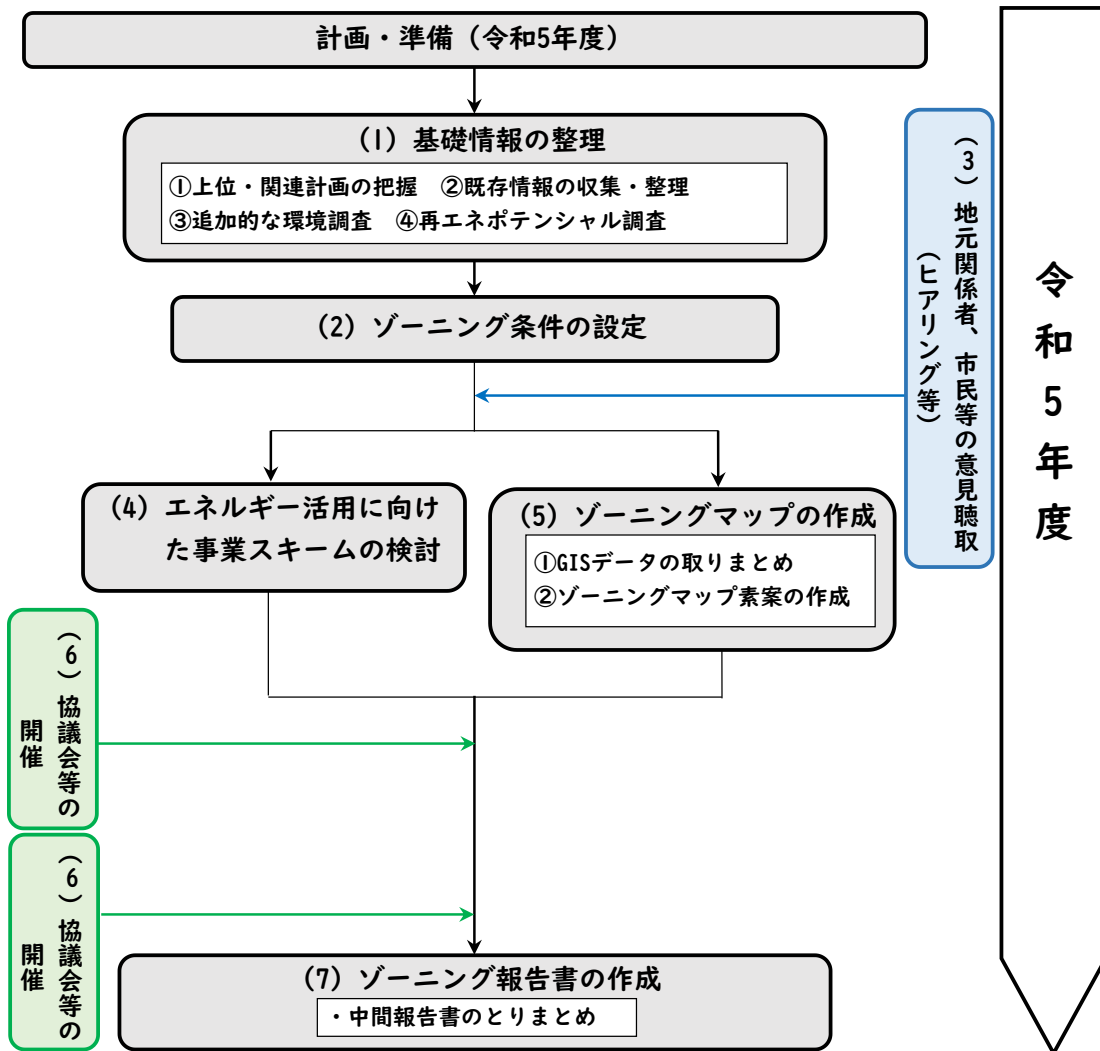 計画・準備（令和5年度）
(1) 基礎情報の整理
①上位・関連計画の把握　②既存情報の収集・整理
③追加的な環境調査　④再エネポテンシャル調査
(2) ゾーニング条件の設定
(3) 地元関係者、市民等の意見聴取
（ヒアリング等）
(4) エネルギー活用に向け
た事業スキームの検討
(5) ゾーニングマップの作成
①GISデータの取りまとめ
②ゾーニングマップ素案の作成
(6) 協議会等の
開催
(6) 協議会等の
開催
(7) ゾーニング報告書の作成
・中間報告書のとりまとめ
令和5年度